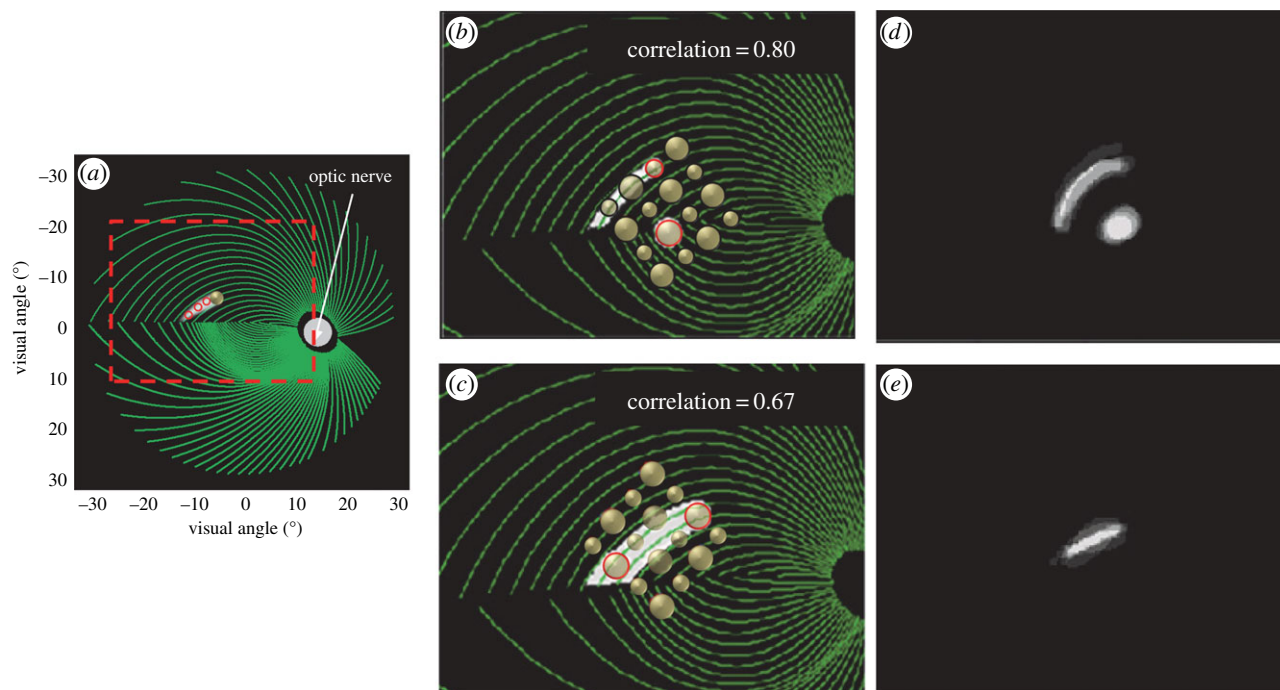 (a)
optic nerve
visual angle (°)
–30
–20
–10
0
10
20
30
–30 –20 –10 0 10 20 30
visual angle (°)
(b)
correlation = 0.80
(c)
correlation = 0.67
(d)
(e)